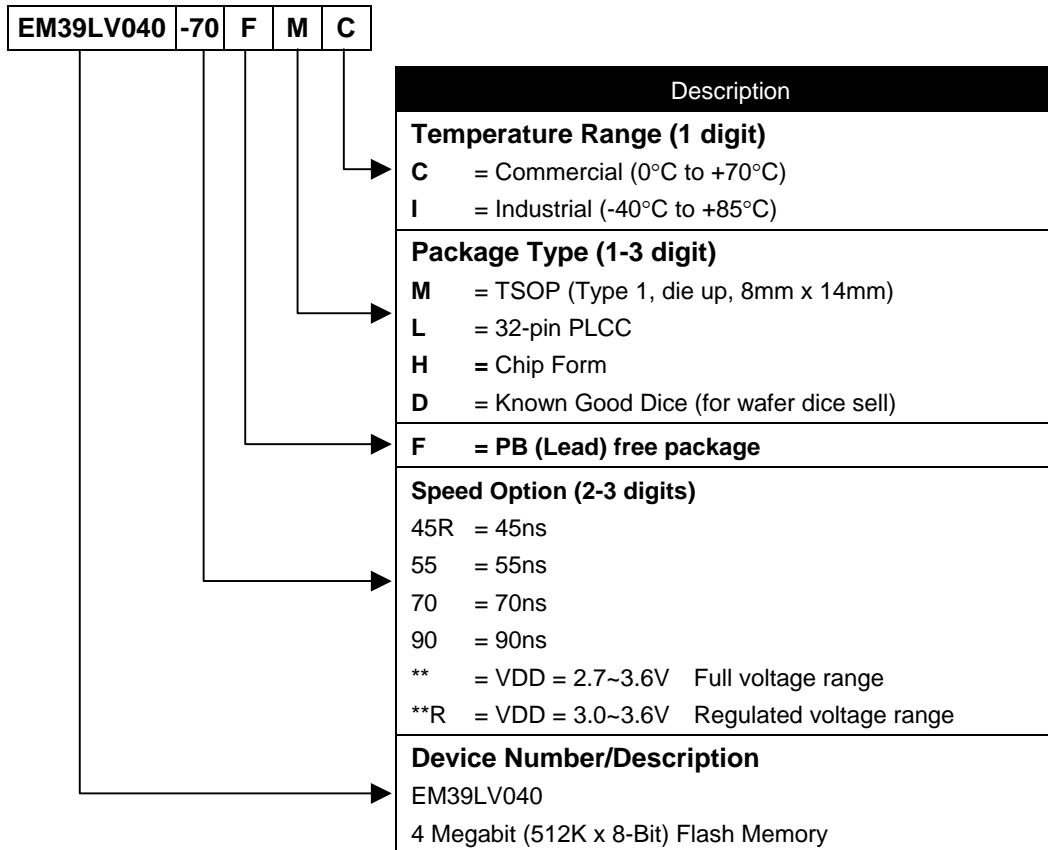 EM39LV040 -70 F M C
Description
Temperature Range (1 digit)
C = Commercial (0°C to +70°C)
I = Industrial (-40°C to +85°C)
Package Type (1-3 digit)
M = TSOP (Type 1, die up, 8mm x 14mm)
L = 32-pin PLCC
H = Chip Form
D = Known Good Dice (for wafer dice sell)
F = PB (Lead) free package
Speed Option (2-3 digits)
45R = 45ns
55 = 55ns
70 = 70ns
90 = 90ns
** = VDD = 2.7~3.6V Full voltage range
**R = VDD = 3.0~3.6V Regulated voltage range
Device Number/Description
EM39LV040
4 Megabit (512K x 8-Bit) Flash Memory